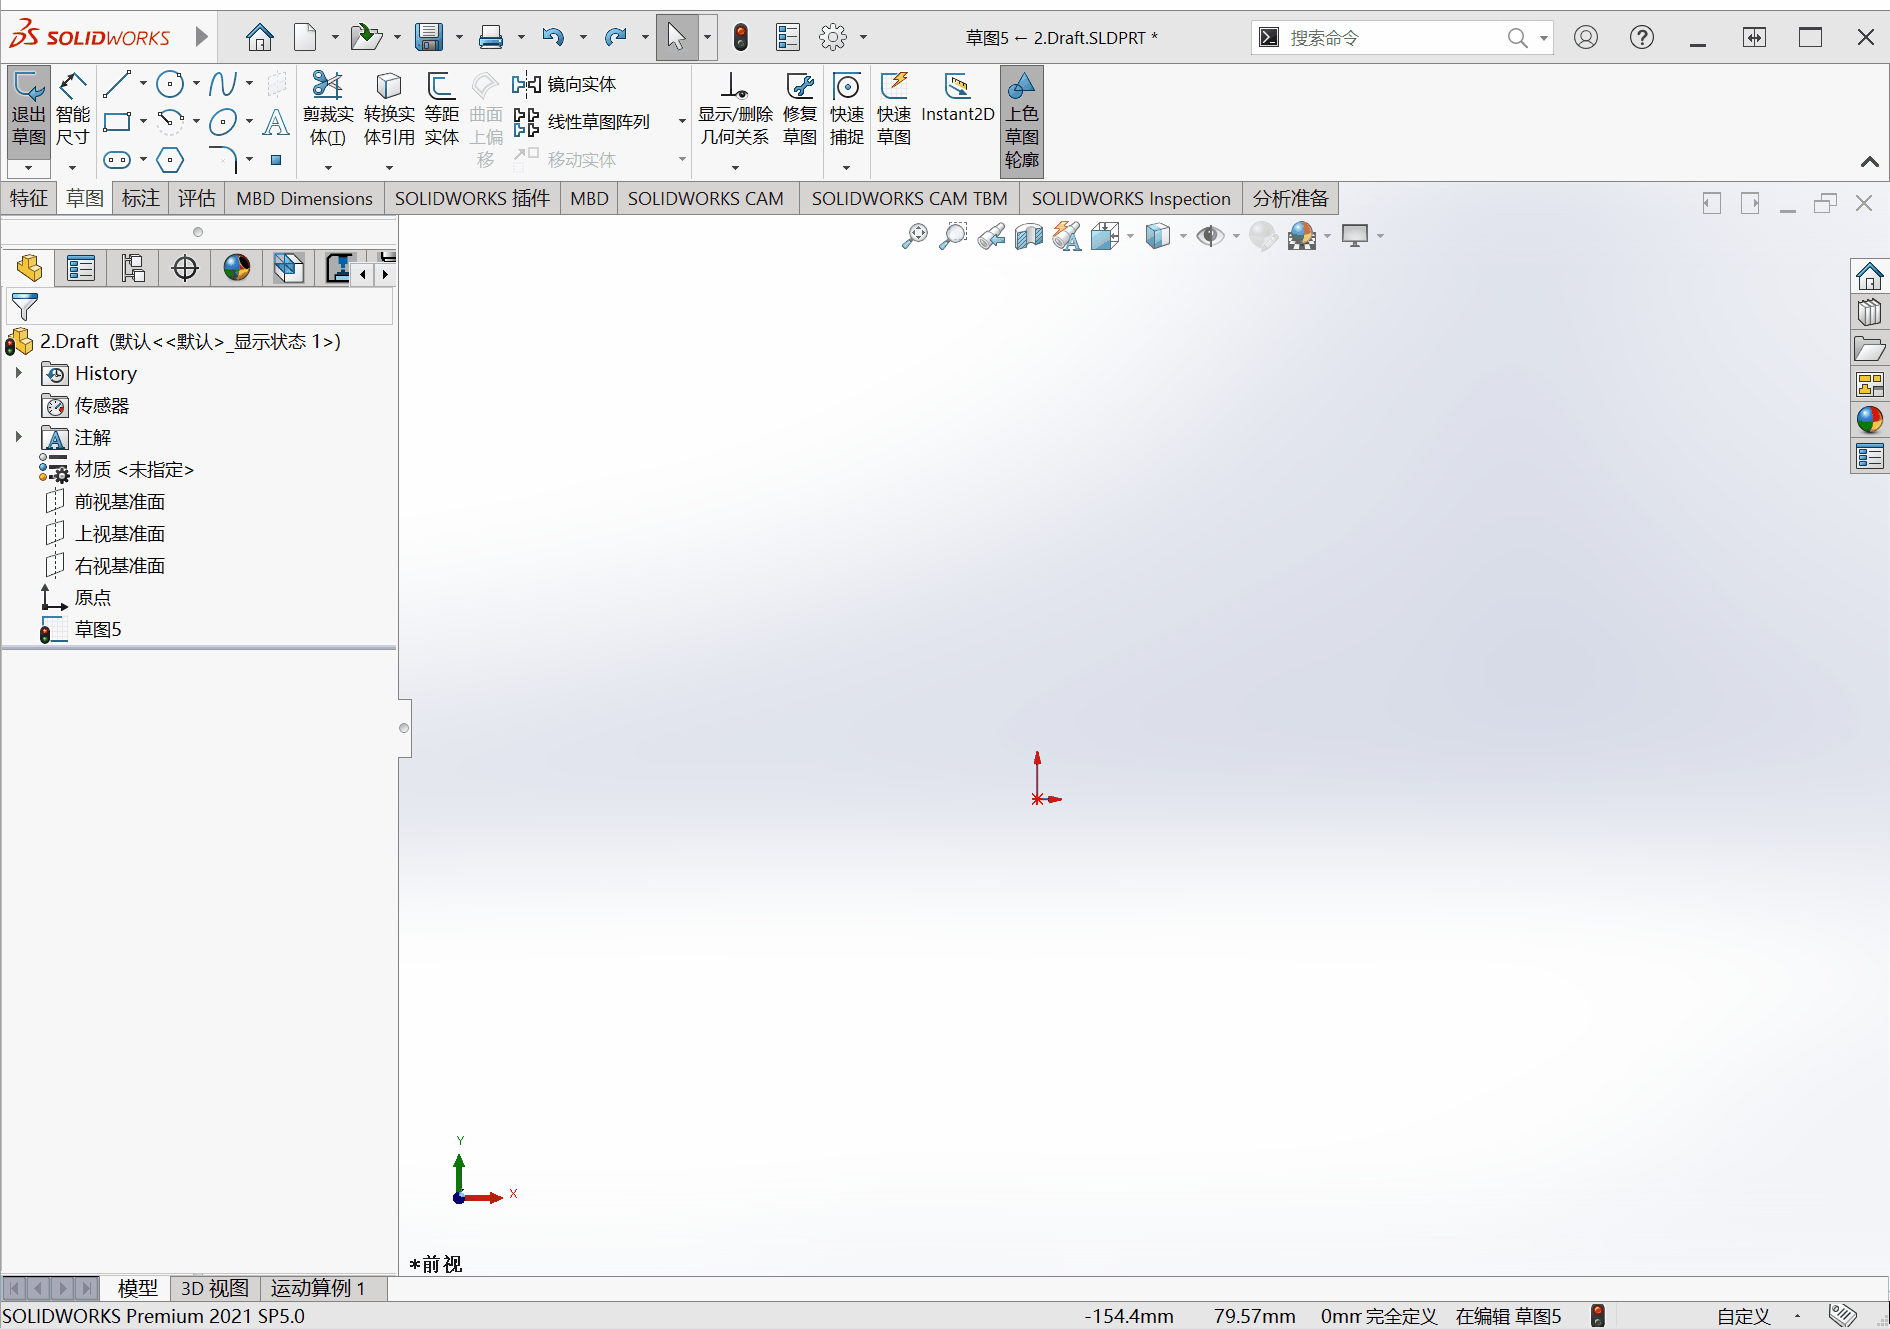 SOLIDWORKS
草图5 ← 2.Draft.SLDPRT *
搜索命令
退出草图
智能尺寸
剪裁实体(T)
转换实体引用
等距实体
曲面上偏移
镜向实体
线性草图阵列
移动实体
显示/删除几何关系
修复草图
快速捕捉
快速草图
Instant2D
上色草图轮廓
特征 草图 标注 评估 MBD Dimensions SOLIDWORKS 插件 MBD SOLIDWORKS CAM SOLIDWORKS CAM TBM SOLIDWORKS Inspection 分析准备
2.Draft (默认<<默认>_显示状态 1>)
History
传感器
注解
材质 <未指定>
前视基准面
上视基准面
右视基准面
原点
草图5
Y
X
*前视
模型 3D 视图 运动算例 1
SOLIDWORKS Premium 2021 SP5.0 -154.4mm 79.57mm 0mm 完全定义 在编辑 草图5 自定义